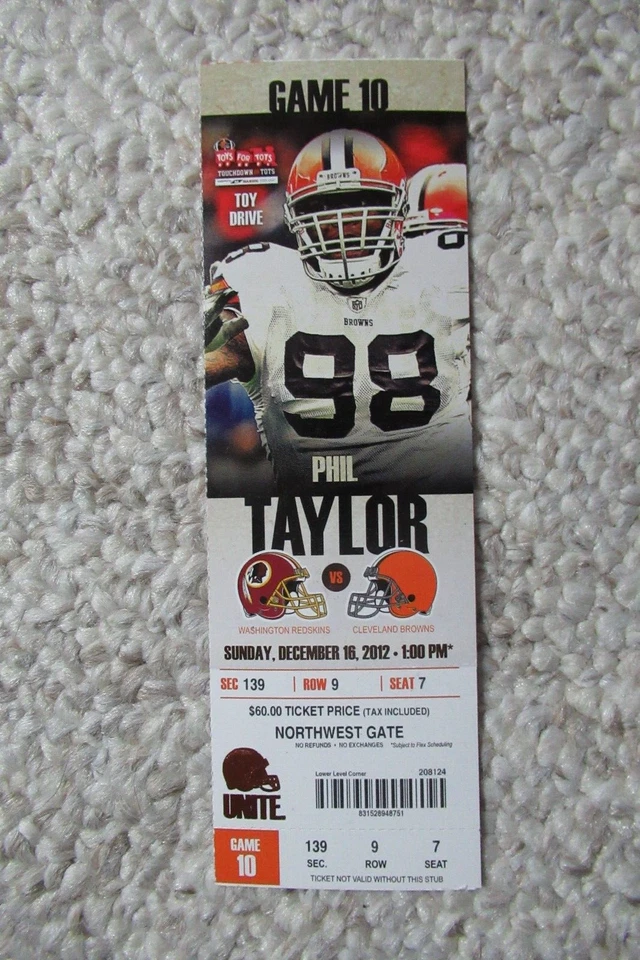 GAME 10
TOYS FOR TOTS
TOUCHDOWN FOR TOTS
TOY
DRIVE
BROWNS
NFL
BROWNS
98
PHIL
TAYLOR
VS
WASHINGTON REDSKINS CLEVELAND BROWNS
SUNDAY, DECEMBER 16, 2012 • 1:00 PM*
SEC 139 | ROW 9 | SEAT 7
$60.00 TICKET PRICE (TAX INCLUDED)
NORTHWEST GATE
NO REFUNDS • NO EXCHANGES *Subject to Flex Scheduling
Lower Level Corner 208124
831528948751
UNITE.
GAME
10
139 9 7
SEC. ROW SEAT
TICKET NOT VALID WITHOUT THIS STUB